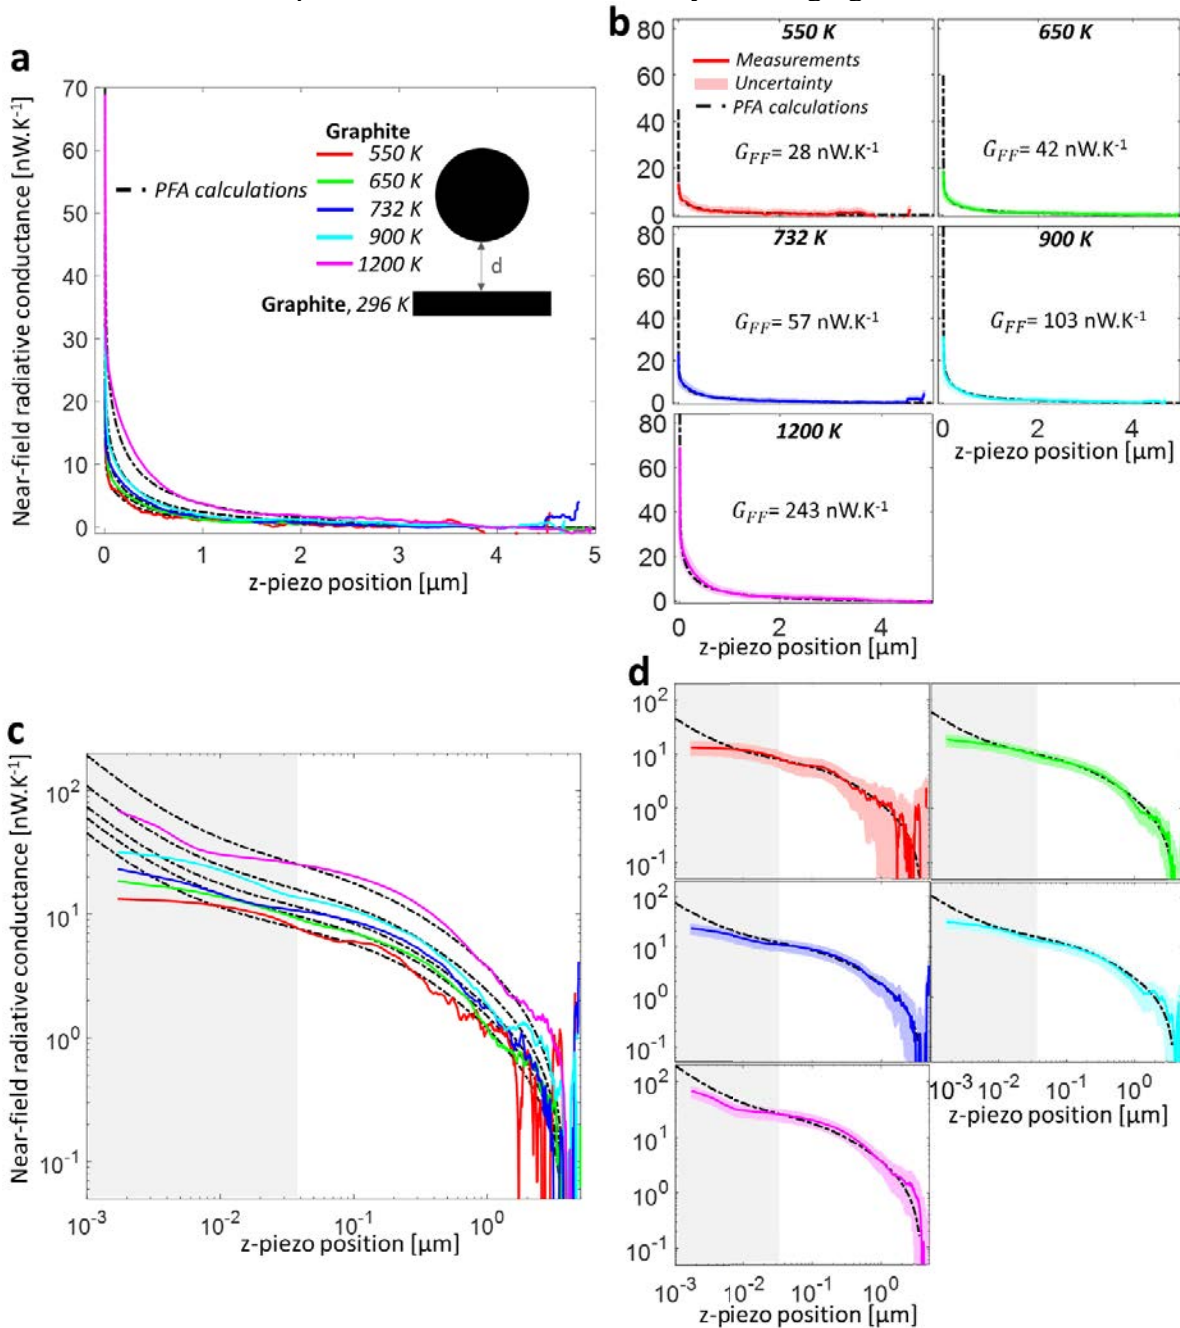 a
Near-field radiative conductance [nW.K⁻¹]
70
60
50
40
30
20
10
0
Graphite
550 K
650 K
732 K
900 K
1200 K
PFA calculations
d
Graphite, 296 K
0 1 2 3 4 5
z-piezo position [μm]
b
550 K
Measurements
Uncertainty
PFA calculations
G_FF= 28 nW.K⁻¹
80
60
40
20
0
650 K
G_FF= 42 nW.K⁻¹
732 K
G_FF= 57 nW.K⁻¹
80
60
40
20
0
900 K
G_FF= 103 nW.K⁻¹
0 2 4
z-piezo position [μm]
1200 K
G_FF= 243 nW.K⁻¹
80
60
40
20
0
0 2 4
z-piezo position [μm]
c
Near-field radiative conductance [nW.K⁻¹]
10²
10¹
10⁰
10⁻¹
10⁻³ 10⁻² 10⁻¹ 10⁰
z-piezo position [μm]
d
10²
10¹
10⁰
10⁻¹
10²
10¹
10⁰
10⁻¹
10⁻³ 10⁻² 10⁻¹ 10⁰
z-piezo position [μm]
10²
10¹
10⁰
10⁻¹
10⁻³ 10⁻² 10⁻¹ 10⁰
z-piezo position [μm]